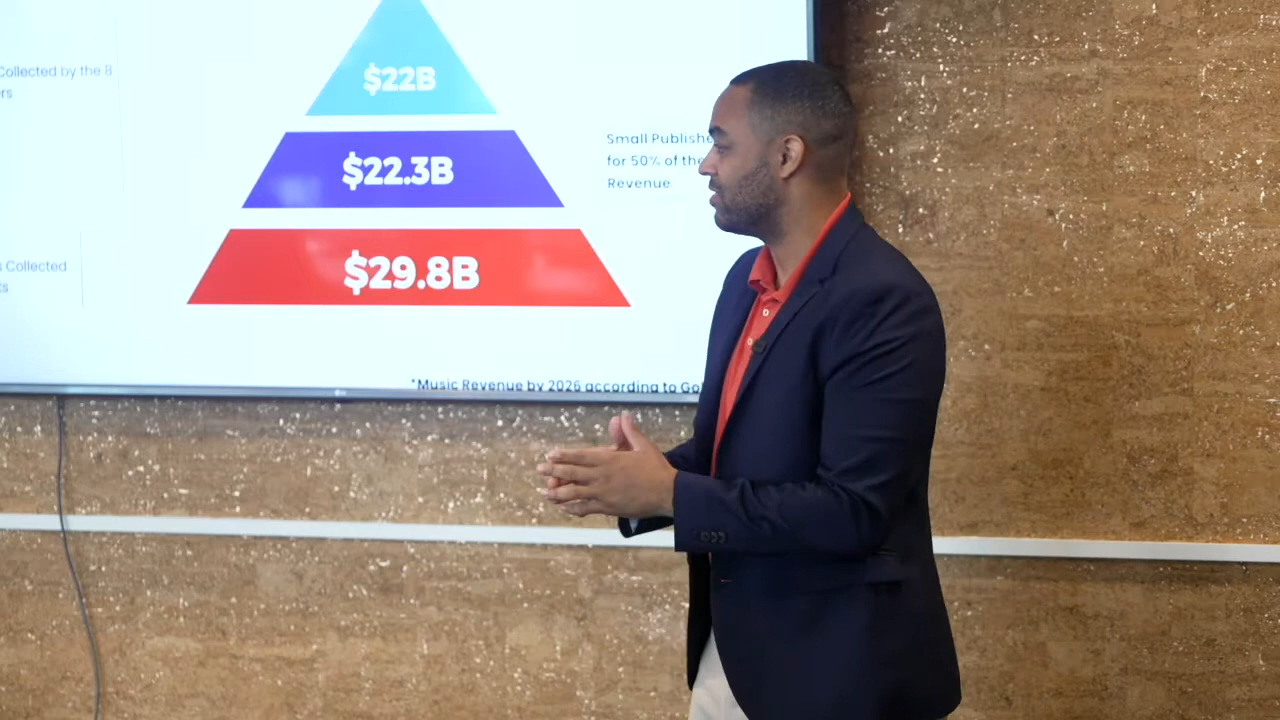 Collected by the 8
rs
$22B
$22.3B
Small Publishe
for 50% of the
Revenue
s Collected
ts
$29.8B
*Music Revenue by 2026 according to Gol